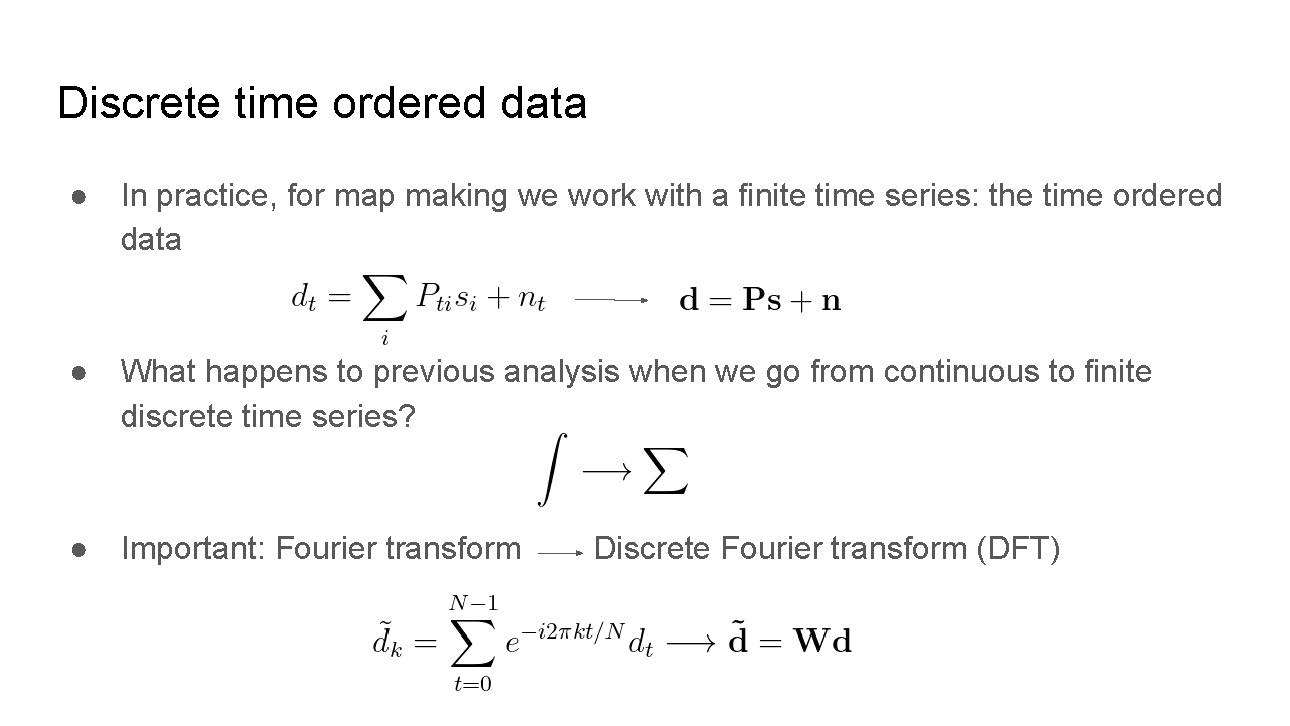 Discrete time ordered data
● In practice, for map making we work with a finite time series: the time ordered
data
$d_t = \sum_i P_{ti} s_i + n_t \longrightarrow \mathbf{d} = \mathbf{P}\mathbf{s} + \mathbf{n}$
● What happens to previous analysis when we go from continuous to finite
discrete time series?
$\int \longrightarrow \sum$
● Important: Fourier transform ⟶ Discrete Fourier transform (DFT)
$\tilde{d}_k = \sum_{t=0}^{N-1} e^{-i2\pi kt/N} d_t \longrightarrow \tilde{\mathbf{d}} = \mathbf{W}\mathbf{d}$